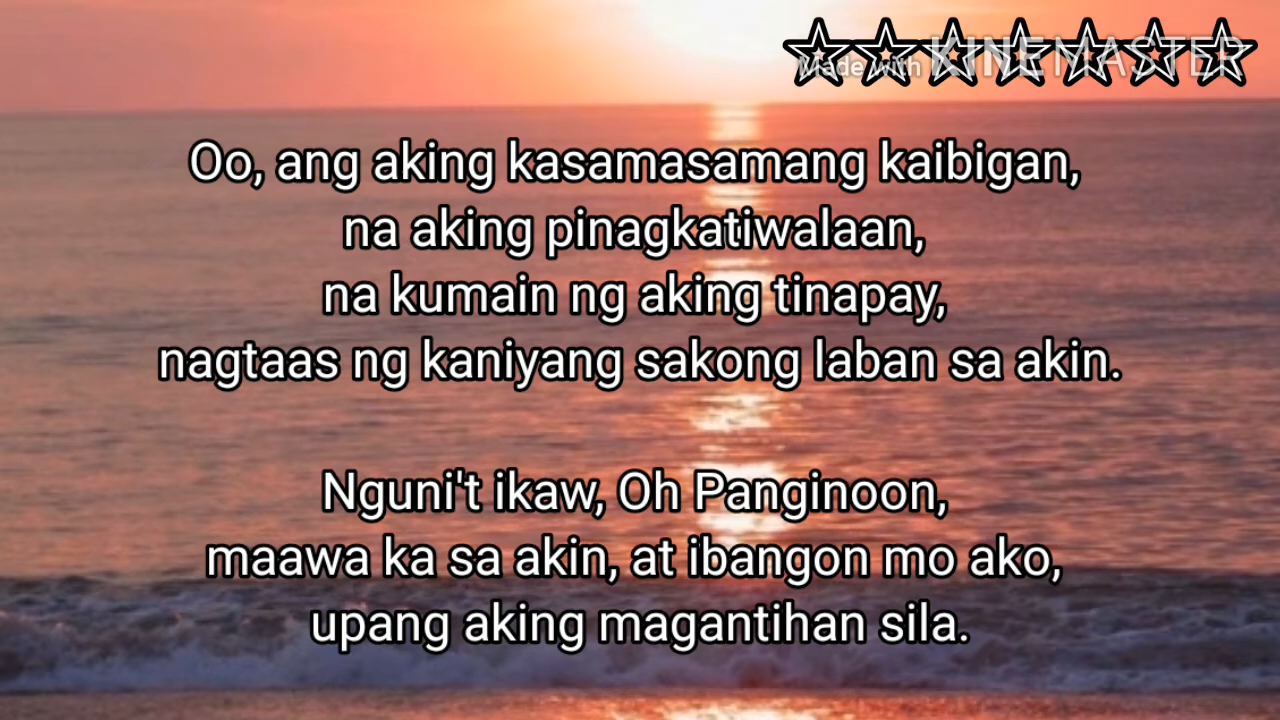 Made with KINEMASTER
Oo, ang aking kasamasamang kaibigan,
na aking pinagkatiwalaan,
na kumain ng aking tinapay,
nagtaas ng kaniyang sakong laban sa akin.
Nguni't ikaw, Oh Panginoon,
maawa ka sa akin, at ibangon mo ako,
upang aking magantihan sila.